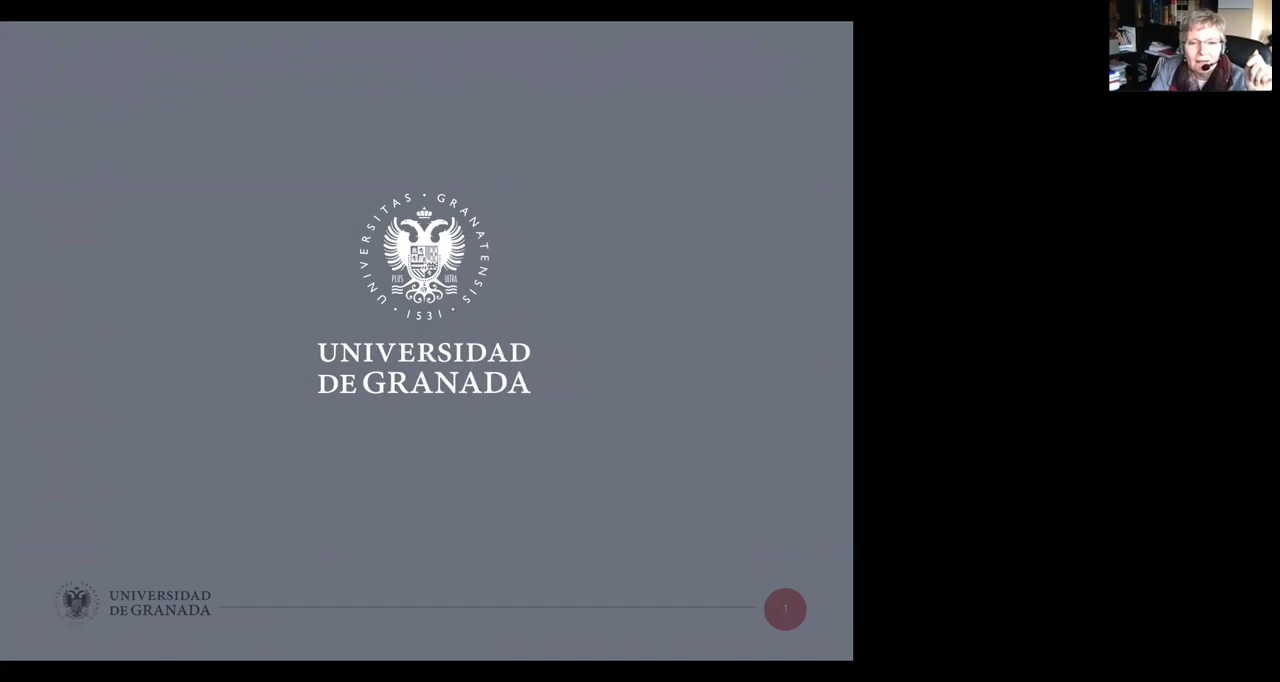 UNIVERSITAS · GRANATENSIS
· 1531 ·
PLUS ULTRA
UNIVERSIDAD
DE GRANADA
UNIVERSIDAD
DE GRANADA
1